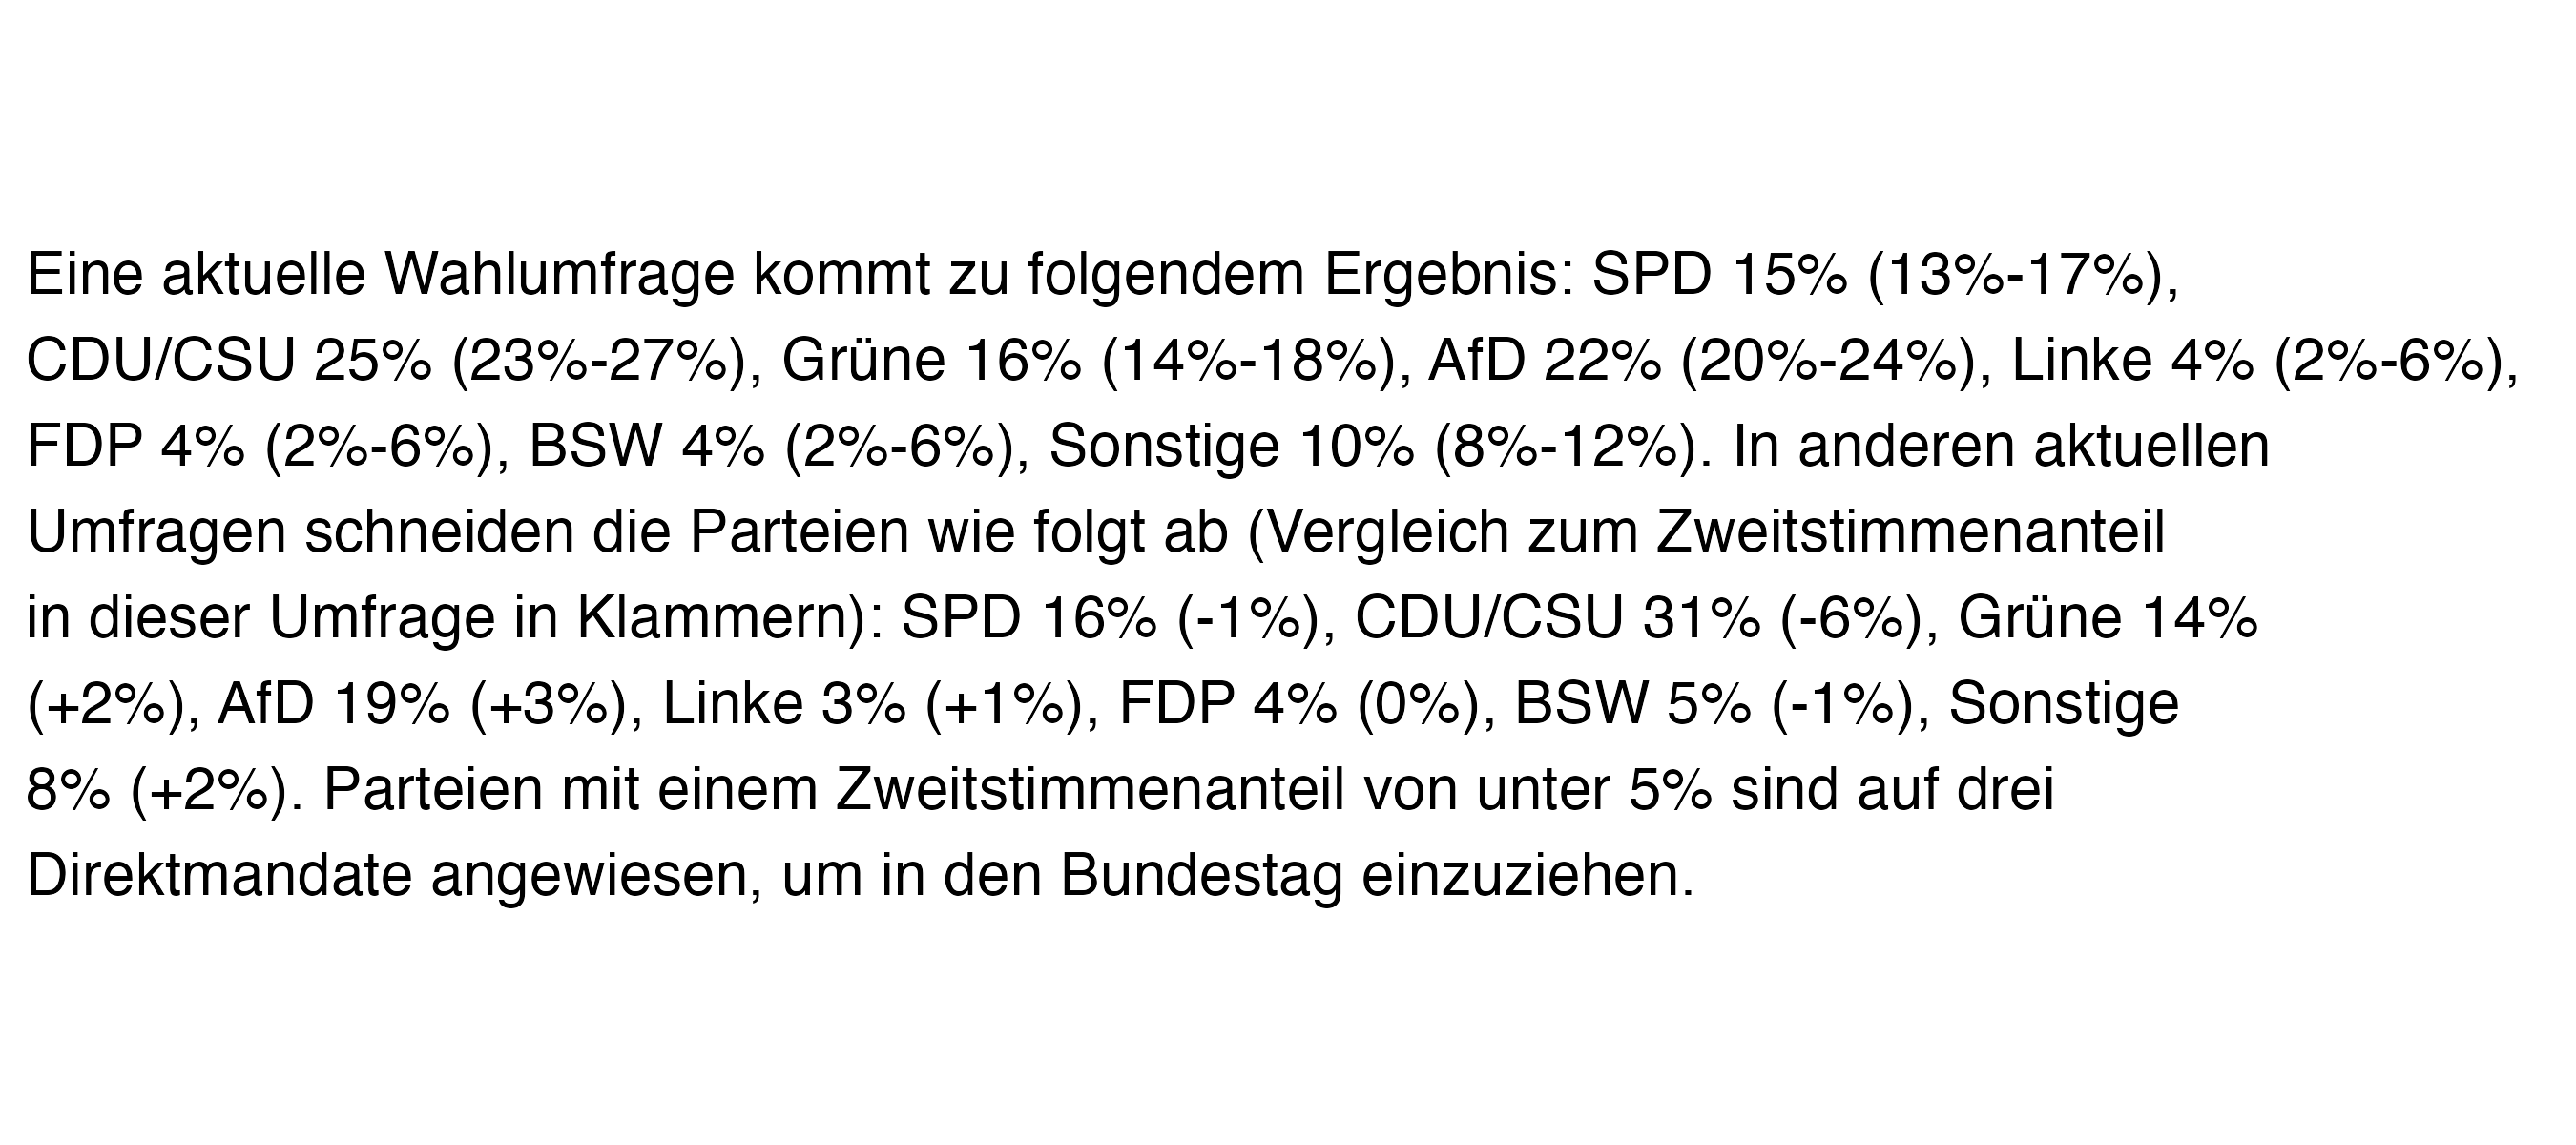 Eine aktuelle Wahlumfrage kommt zu folgendem Ergebnis: SPD 15% (13%-17%),
CDU/CSU 25% (23%-27%), Grüne 16% (14%-18%), AfD 22% (20%-24%), Linke 4% (2%-6%),
FDP 4% (2%-6%), BSW 4% (2%-6%), Sonstige 10% (8%-12%). In anderen aktuellen
Umfragen schneiden die Parteien wie folgt ab (Vergleich zum Zweitstimmenanteil
in dieser Umfrage in Klammern): SPD 16% (-1%), CDU/CSU 31% (-6%), Grüne 14%
(+2%), AfD 19% (+3%), Linke 3% (+1%), FDP 4% (0%), BSW 5% (-1%), Sonstige
8% (+2%). Parteien mit einem Zweitstimmenanteil von unter 5% sind auf drei
Direktmandate angewiesen, um in den Bundestag einzuziehen.